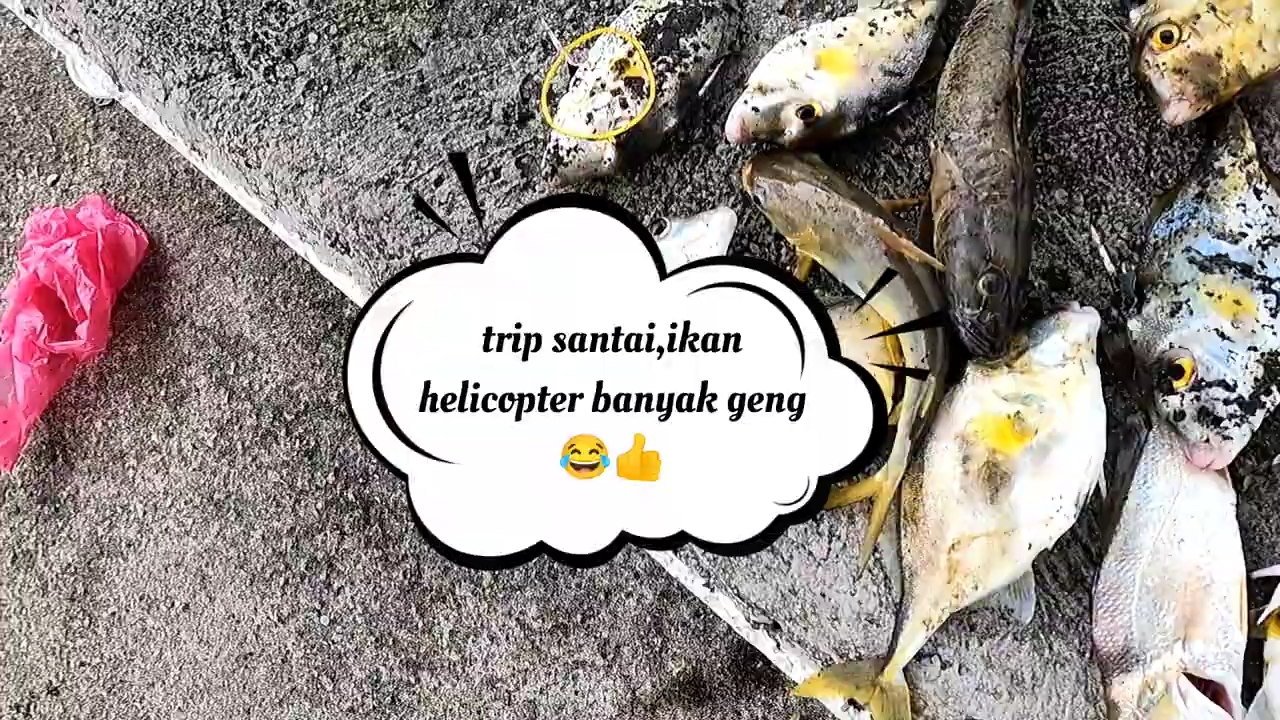 trip santai,ikan
helicopter banyak geng
😂👍